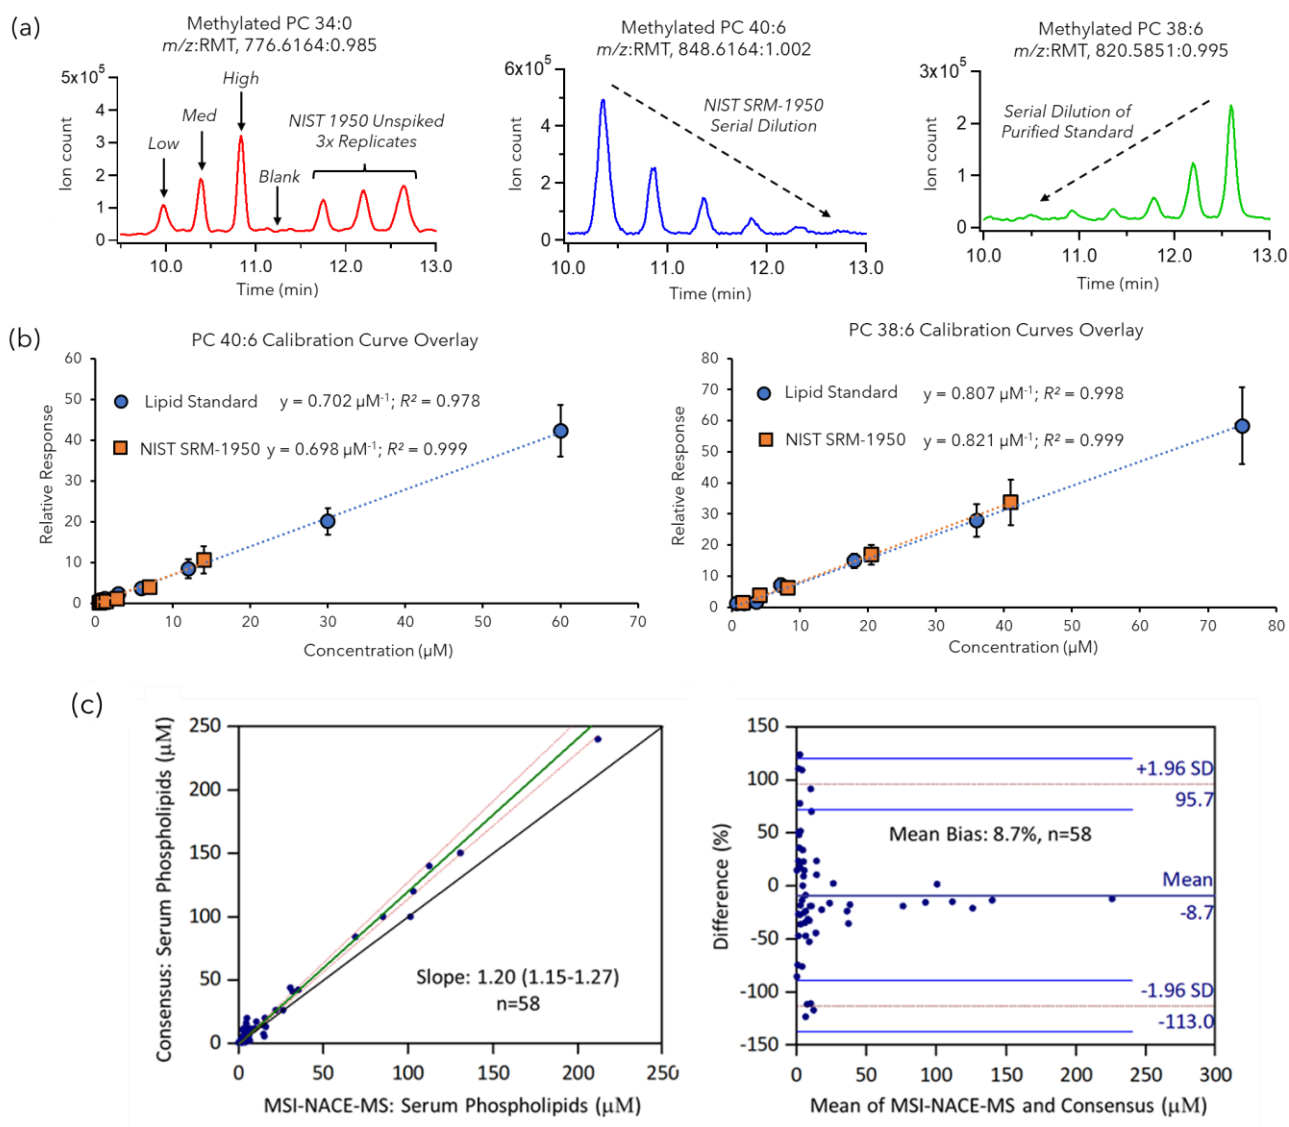 (a)
Methylated PC 34:0
m/z:RMT, 776.6164:0.985
5x10⁵
4
3
2
1
0
Ion count
Low
Med
High
Blank
NIST 1950 Unspiked
3x Replicates
10.0 11.0 12.0 13.0
Time (min)
Methylated PC 40:6
m/z:RMT, 848.6164:1.002
6x10⁵
4
2
0
Ion count
NIST SRM-1950
Serial Dilution
10.0 11.0 12.0 13.0
Time (min)
Methylated PC 38:6
m/z:RMT, 820.5851:0.995
3x10⁵
2
1
0
Ion count
Serial Dilution of
Purified Standard
10.0 11.0 12.0 13.0
Time (min)
(b)
PC 40:6 Calibration Curve Overlay
60
50
40
30
20
10
0
Relative Response
Lipid Standard y = 0.702 µM⁻¹; R² = 0.978
NIST SRM-1950 y = 0.698 µM⁻¹; R² = 0.999
0 10 20 30 40 50 60 70
Concentration (µM)
PC 38:6 Calibration Curves Overlay
80
70
60
50
40
30
20
10
0
Relative Response
Lipid Standard y = 0.807 µM⁻¹; R² = 0.998
NIST SRM-1950 y = 0.821 µM⁻¹; R² = 0.999
0 10 20 30 40 50 60 70 80
Concentration (µM)
(c)
Consensus: Serum Phospholipids (µM)
250
200
150
100
50
0
Slope: 1.20 (1.15-1.27)
n=58
0 50 100 150 200 250
MSI-NACE-MS: Serum Phospholipids (µM)
Difference (%)
150
100
50
0
-50
-100
-150
+1.96 SD
95.7
Mean Bias: 8.7%, n=58
Mean
-8.7
-1.96 SD
-113.0
0 50 100 150 200 250 300
Mean of MSI-NACE-MS and Consensus (µM)